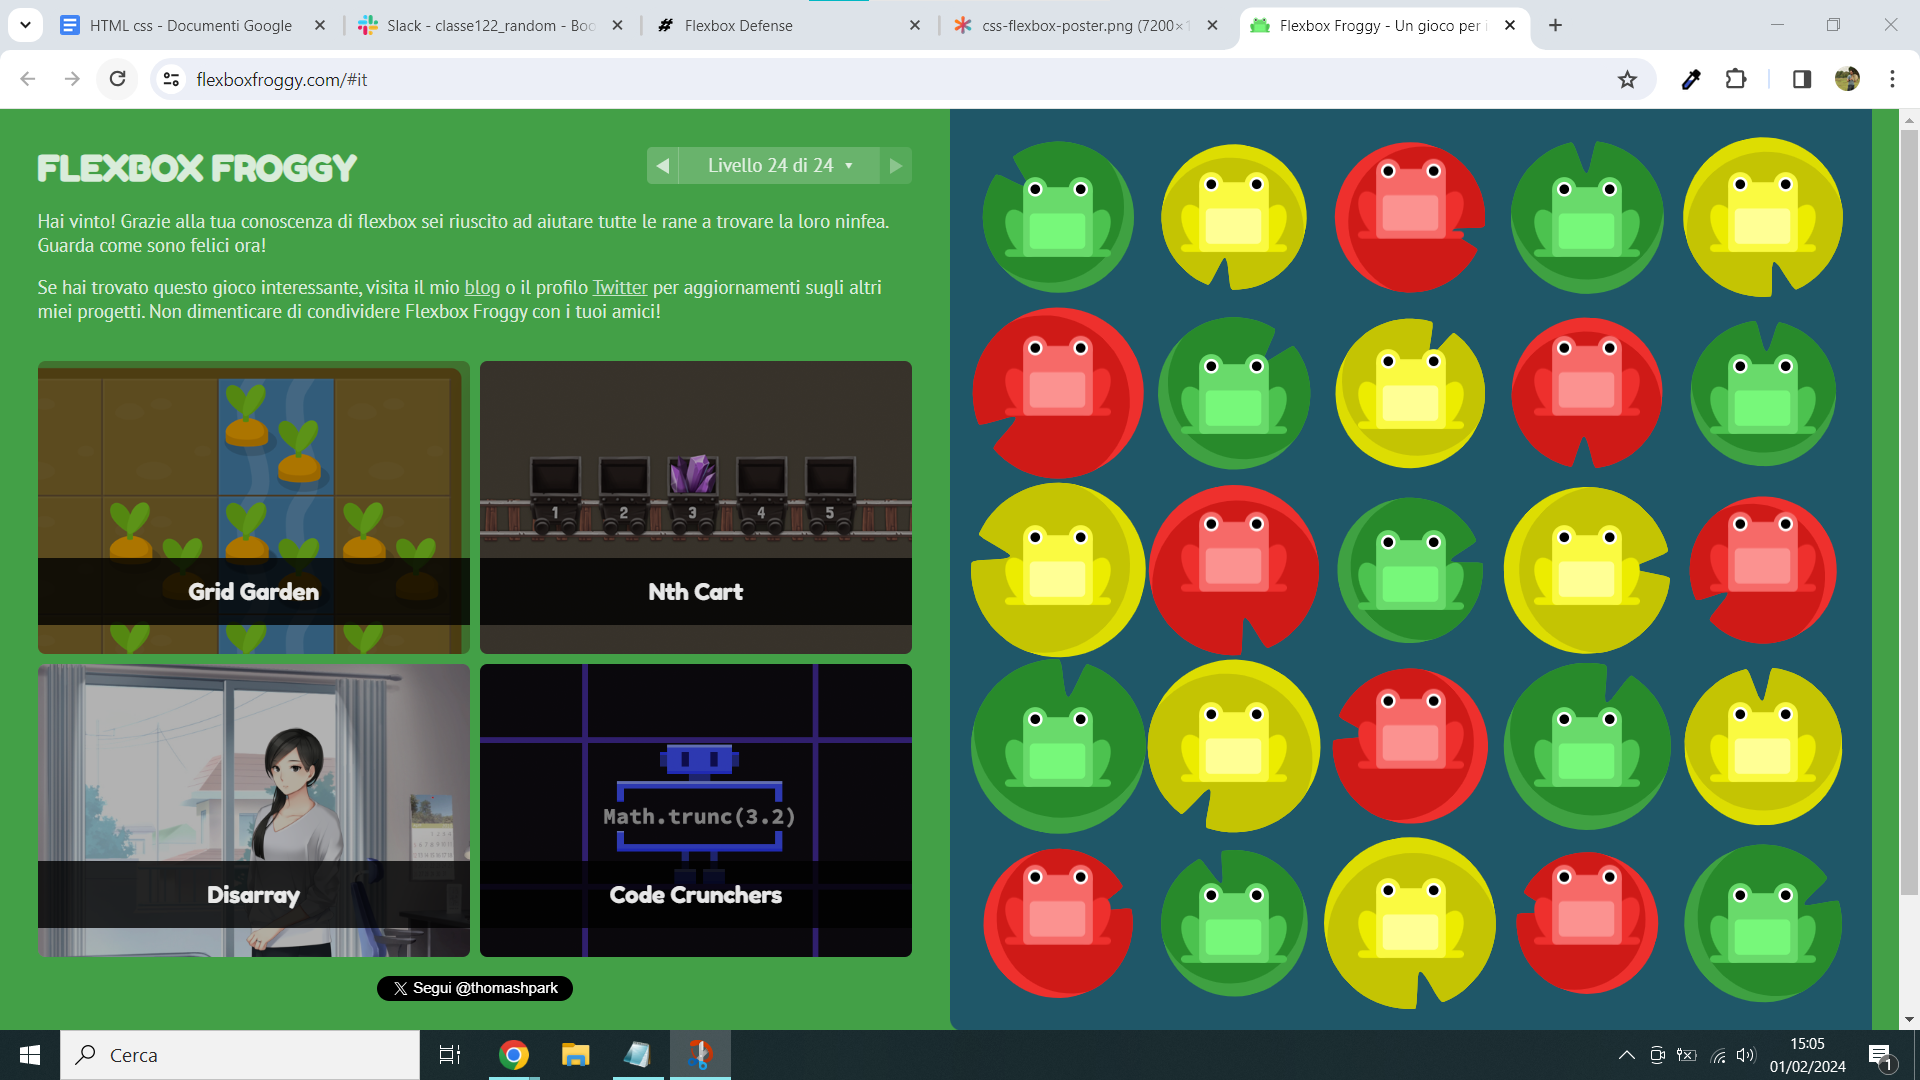 HTML css - Documenti Google
Slack - classe122_random - Boo
Flexbox Defense
css-flexbox-poster.png (7200×1
Flexbox Froggy - Un gioco per i
flexboxfroggy.com/#it
FLEXBOX FROGGY
Livello 24 di 24
Hai vinto! Grazie alla tua conoscenza di flexbox sei riuscito ad aiutare tutte le rane a trovare la loro ninfea.
Guarda come sono felici ora!
Se hai trovato questo gioco interessante, visita il mio blog o il profilo Twitter per aggiornamenti sugli altri
miei progetti. Non dimenticare di condividere Flexbox Froggy con i tuoi amici!
1 2 3 4 5
Grid Garden
Nth Cart
Math.trunc(3.2)
Disarray
Code Crunchers
Segui @thomashpark
Cerca
15:05
01/02/2024
1